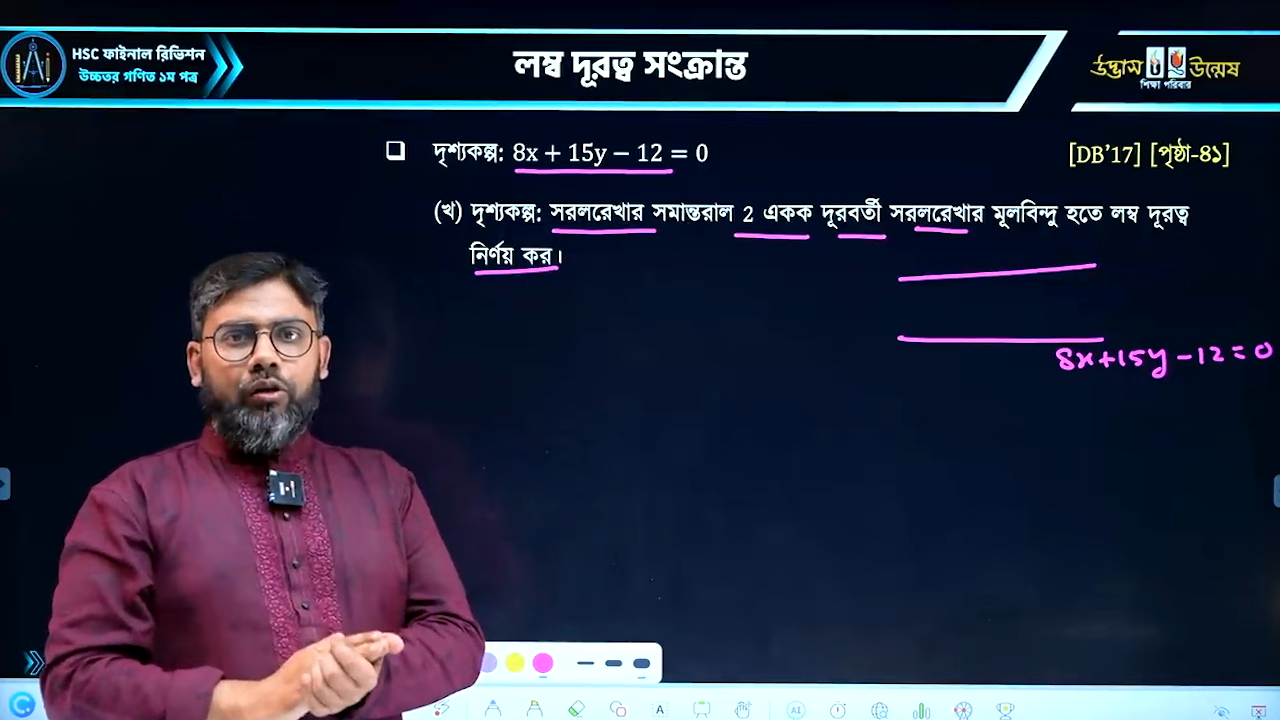 HSC ফাইনাল রিভিশন
উচ্চতর গণিত ১ম পত্র
লম্ব দূরত্ব সংক্রান্ত
উদ্ভাস উন্মেষ
শিক্ষা পরিবার
দৃশ্যকল্প: 8x + 15y − 12 = 0 [DB'17] [পৃষ্ঠা-৪১]
(খ) দৃশ্যকল্প: সরলরেখার সমান্তরাল 2 একক দূরবর্তী সরলরেখার মূলবিন্দু হতে লম্ব দূরত্ব
নির্ণয় কর।
8x+15y-12=0
A
AI